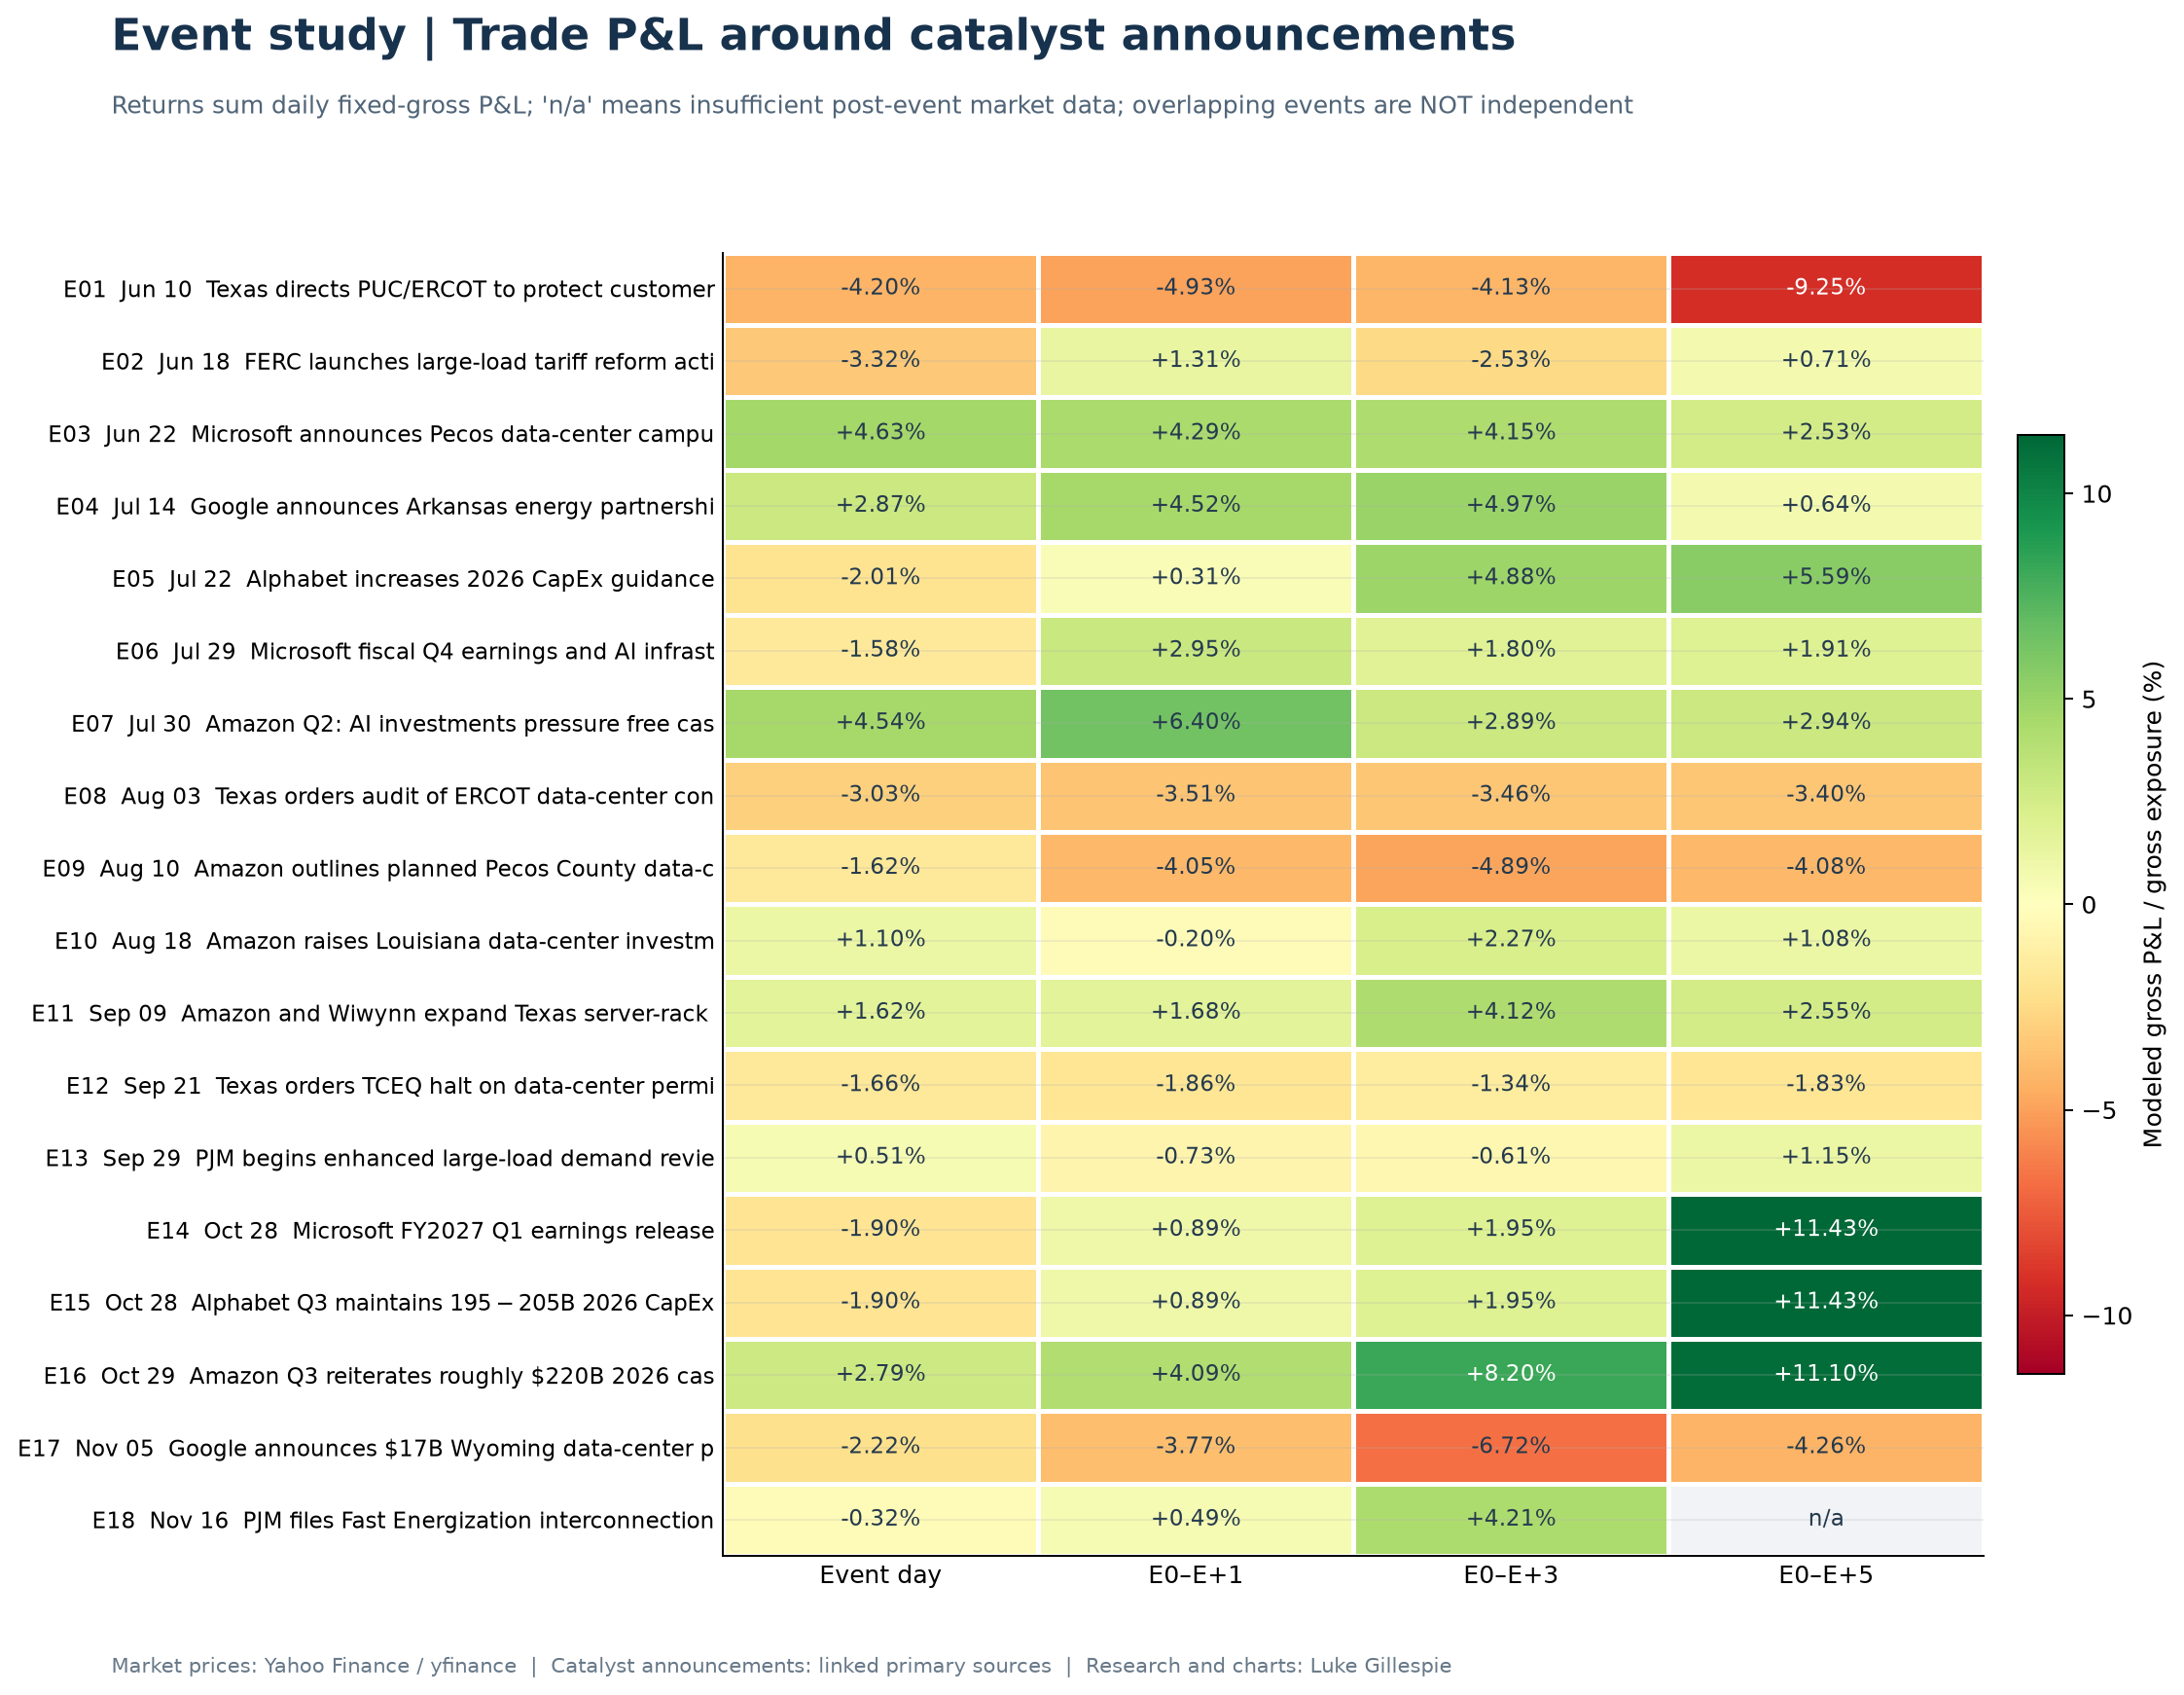 Event study | Trade P&L around catalyst announcements
Returns sum daily fixed-gross P&L; 'n/a' means insufficient post-event market data; overlapping events are NOT independent
E01 Jun 10 Texas directs PUC/ERCOT to protect customer -4.20% -4.93% -4.13% -9.25%
E02 Jun 18 FERC launches large-load tariff reform acti -3.32% +1.31% -2.53% +0.71%
E03 Jun 22 Microsoft announces Pecos data-center campu +4.63% +4.29% +4.15% +2.53%
E04 Jul 14 Google announces Arkansas energy partnershi +2.87% +4.52% +4.97% +0.64%
E05 Jul 22 Alphabet increases 2026 CapEx guidance -2.01% +0.31% +4.88% +5.59%
E06 Jul 29 Microsoft fiscal Q4 earnings and AI infrast -1.58% +2.95% +1.80% +1.91%
E07 Jul 30 Amazon Q2: AI investments pressure free cas +4.54% +6.40% +2.89% +2.94%
E08 Aug 03 Texas orders audit of ERCOT data-center con -3.03% -3.51% -3.46% -3.40%
E09 Aug 10 Amazon outlines planned Pecos County data-c -1.62% -4.05% -4.89% -4.08%
E10 Aug 18 Amazon raises Louisiana data-center investm +1.10% -0.20% +2.27% +1.08%
E11 Sep 09 Amazon and Wiwynn expand Texas server-rack +1.62% +1.68% +4.12% +2.55%
E12 Sep 21 Texas orders TCEQ halt on data-center permi -1.66% -1.86% -1.34% -1.83%
E13 Sep 29 PJM begins enhanced large-load demand revie +0.51% -0.73% -0.61% +1.15%
E14 Oct 28 Microsoft FY2027 Q1 earnings release -1.90% +0.89% +1.95% +11.43%
E15 Oct 28 Alphabet Q3 maintains 195 − 205B 2026 CapEx -1.90% +0.89% +1.95% +11.43%
E16 Oct 29 Amazon Q3 reiterates roughly $220B 2026 cas +2.79% +4.09% +8.20% +11.10%
E17 Nov 05 Google announces $17B Wyoming data-center p -2.22% -3.77% -6.72% -4.26%
E18 Nov 16 PJM files Fast Energization interconnection -0.32% +0.49% +4.21% n/a
Event day E0–E+1 E0–E+3 E0–E+5
10
5
0
−5
−10
Modeled gross P&L / gross exposure (%)
Market prices: Yahoo Finance / yfinance | Catalyst announcements: linked primary sources | Research and charts: Luke Gillespie